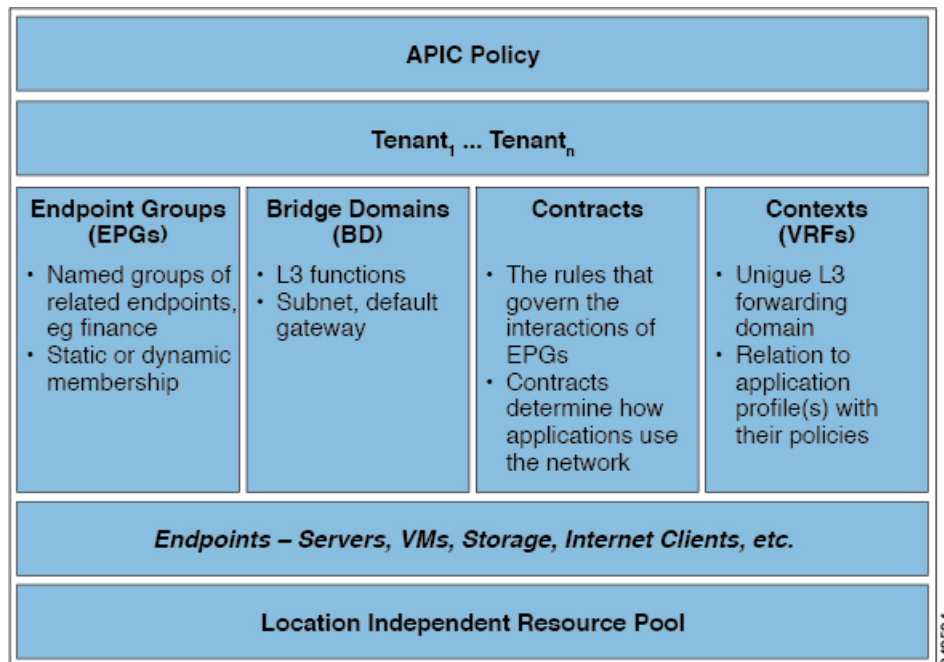 APIC Policy
Tenant1 ... Tenantn
Endpoint Groups
(EPGs)
• Named groups of
related endpoints,
eg finance
• Static or dynamic
membership
Bridge Domains
(BD)
• L3 functions
• Subnet, default
gateway
Contracts
• The rules that
govern the
interactions of
EPGs
• Contracts
determine how
applications use
the network
Contexts
(VRFs)
• Unigue L3
forwarding
domain
• Relation to
application
profile(s) with
their policies
Endpoints – Servers, VMs, Storage, Internet Clients, etc.
Location Independent Resource Pool